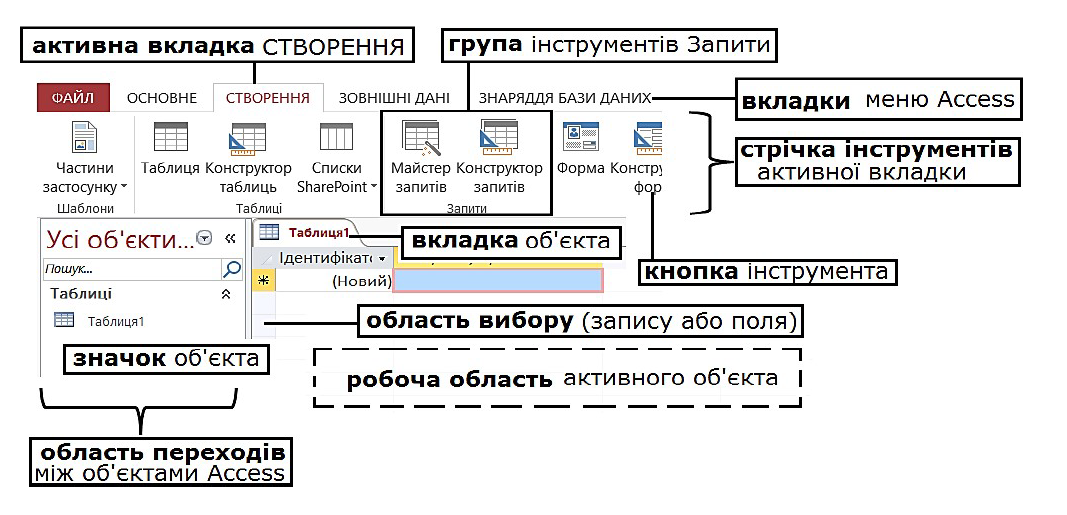 активна вкладка СТВОРЕННЯ
група інструментів Запити
ФАЙЛ ОСНОВНЕ СТВОРЕННЯ ЗОВНІШНІ ДАНІ ЗНАРЯДДЯ БАЗИ ДАНИХ
вкладки меню Access
Частини застосунку
Таблиця
Конструктор таблиць
Списки SharePoint
Майстер запитів
Конструктор запитів
Форма
Констру
фор
Шаблони
Таблиці
Запити
стрічка інструментів
активної вкладки
Усі об'єкти...
«
Пошук...
Таблиці
Таблиця1
Таблиця1
вкладка об'єкта
Ідентифікато
(Новий)
кнопка інструмента
область вибору (запису або поля)
значок об'єкта
робоча область активного об'єкта
область переходів
між об'єктами Access